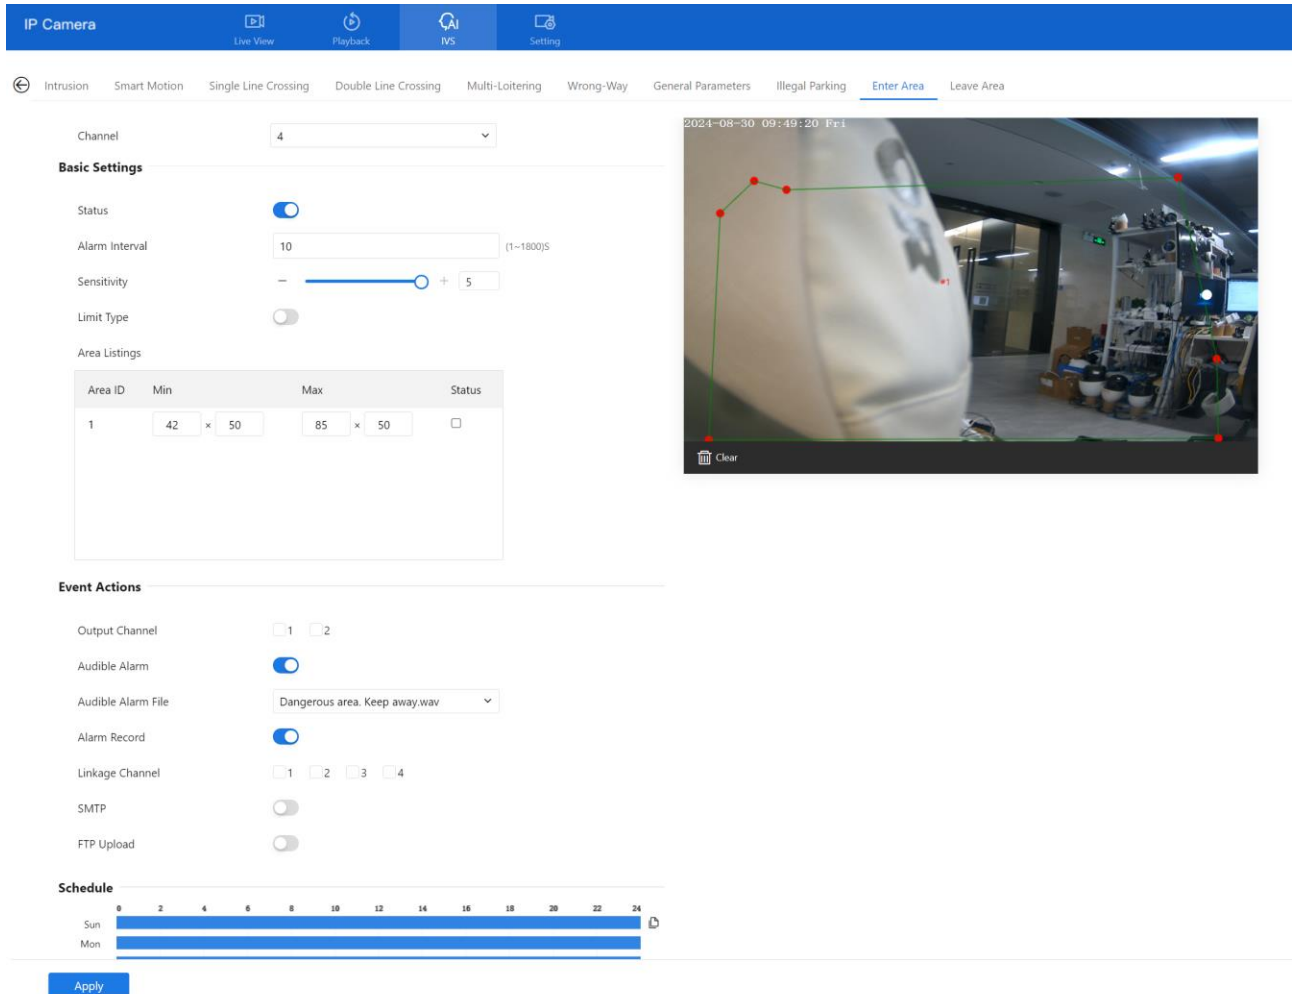 IP Camera
Live View
Playback
AI
IVS
Setting
Intrusion Smart Motion Single Line Crossing Double Line Crossing Multi-Loitering Wrong-Way General Parameters Illegal Parking Enter Area Leave Area
Channel 4
2024-08-30 09:49:20 Fri
Basic Settings
Status
Alarm Interval 10 (1~1800)S
Sensitivity − + 5
Limit Type
Area Listings
Area ID Min Max Status
1 42 × 50 85 × 50
*1
Clear
Event Actions
Output Channel 1 2
Audible Alarm
Audible Alarm File Dangerous area. Keep away.wav
Alarm Record
Linkage Channel 1 2 3 4
SMTP
FTP Upload
Schedule
0 2 4 6 8 10 12 14 16 18 20 22 24
Sun
Mon
Apply